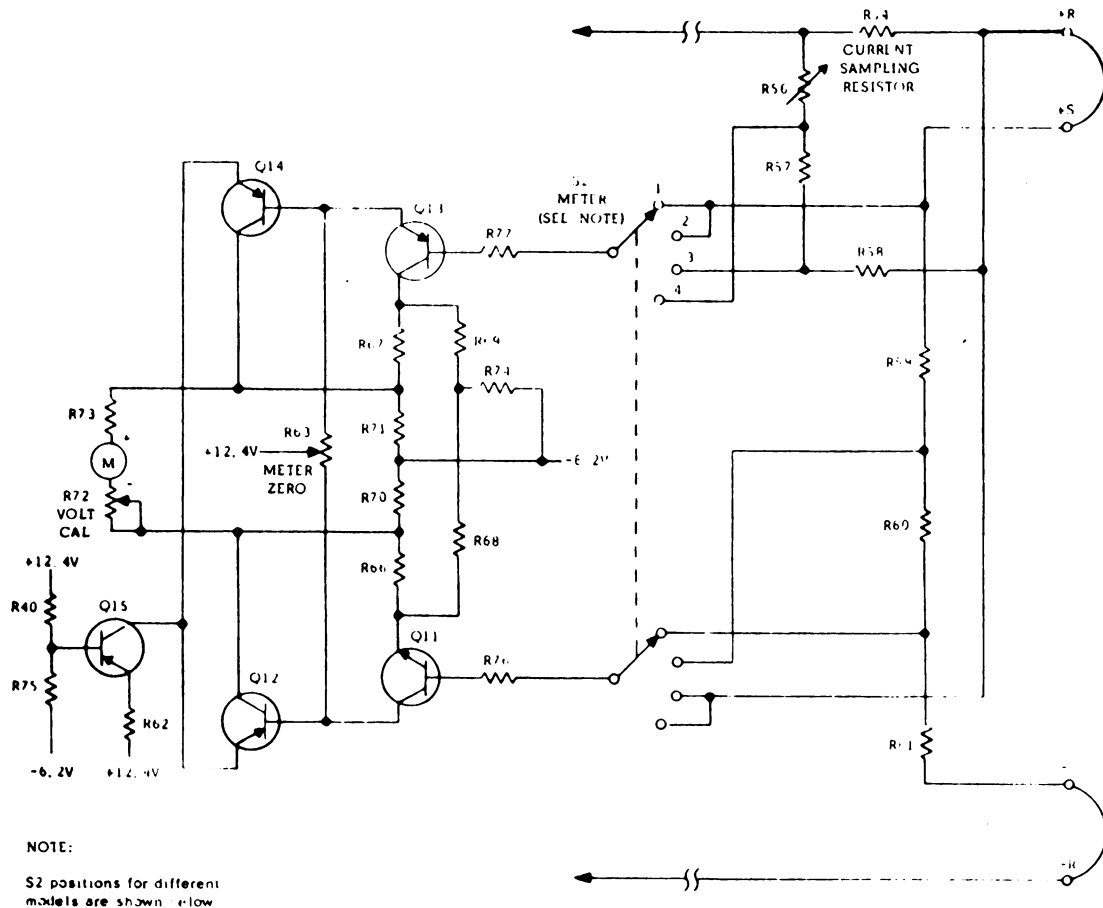 +R
CURRENT
SAMPLING
RESISTOR
R56
+S
Q14
R57
METER
1
Q13
R77
2
3
R58
4
R67
R74
R73
+
R63
R71
+12.4V
M
METER
ZERO
-
R72
VOLT
CAL
R70
R60
R68
+12.4V
R66
R40
Q15
Q11
R76
R75
Q12
R62
-6.2V
-
-R
NOTE:
S2 positions for different
models are shown